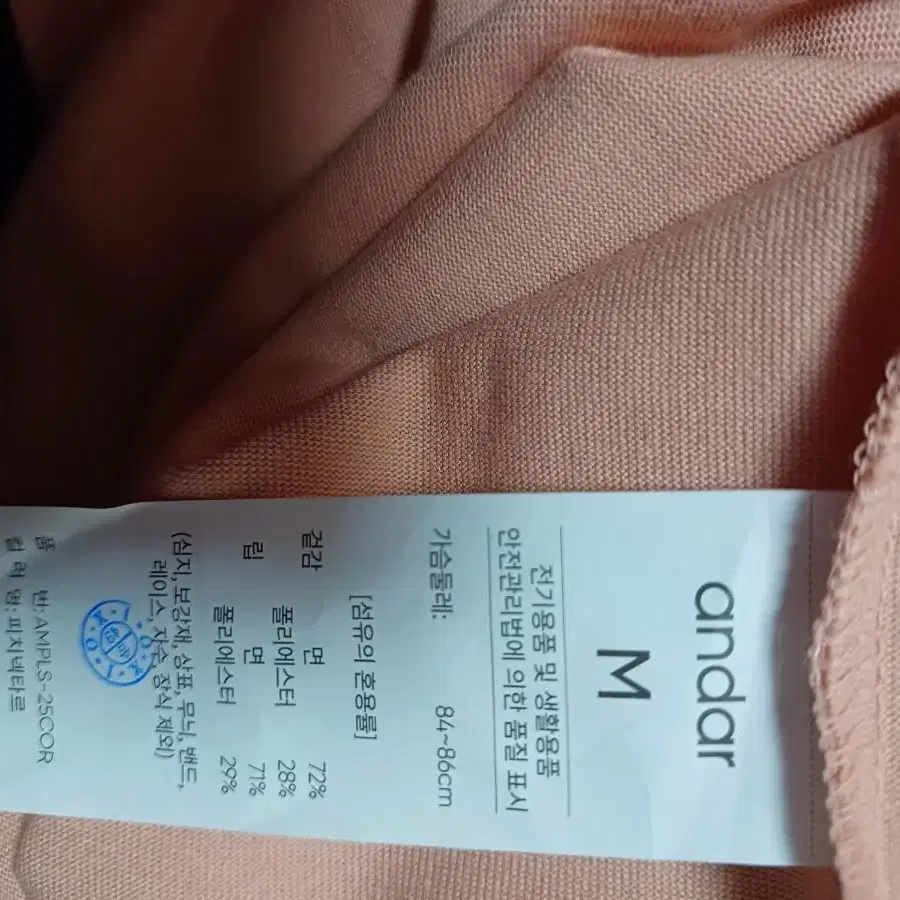 andar
M
전기용품 및 생활용품
안전관리법에 의한 품질 표시
가슴둘레: 84~86cm
[섬유의 혼용률]
겉감 면 72%
폴리에스터 28%
립 면 71%
폴리에스터 29%
(심지, 보강재, 상표, 무늬, 밴드,
레이스, 자수, 장식 제외)
품 번: AMPLS-25COR
컬 러 명: 피치넥타르